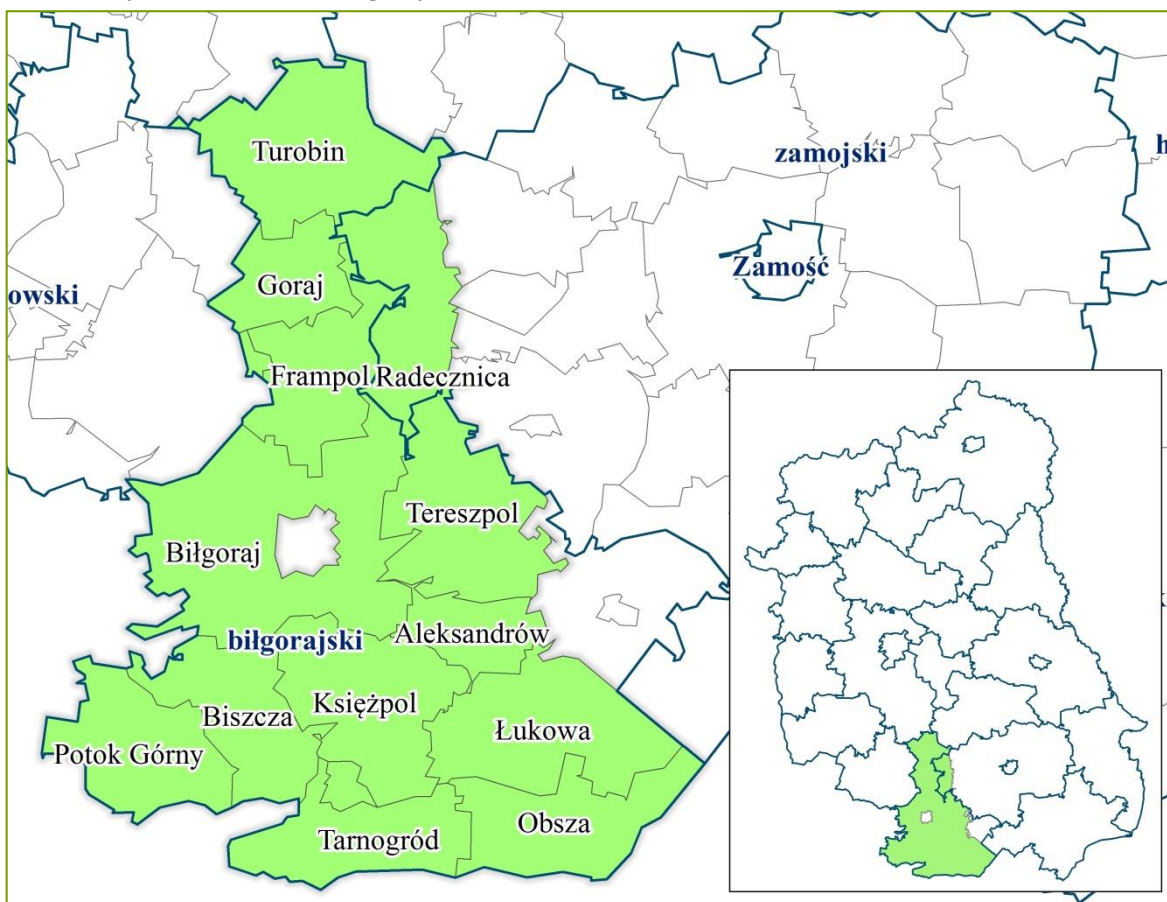 Turobin
zamojski
h
Goraj
Zamość
owski
Frampol
Radecznica
Tereszpol
Biłgoraj
biłgorajski
Aleksandrów
Księżpol
Biszcza
Łukowa
Potok Górny
Obsza
Tarnogród